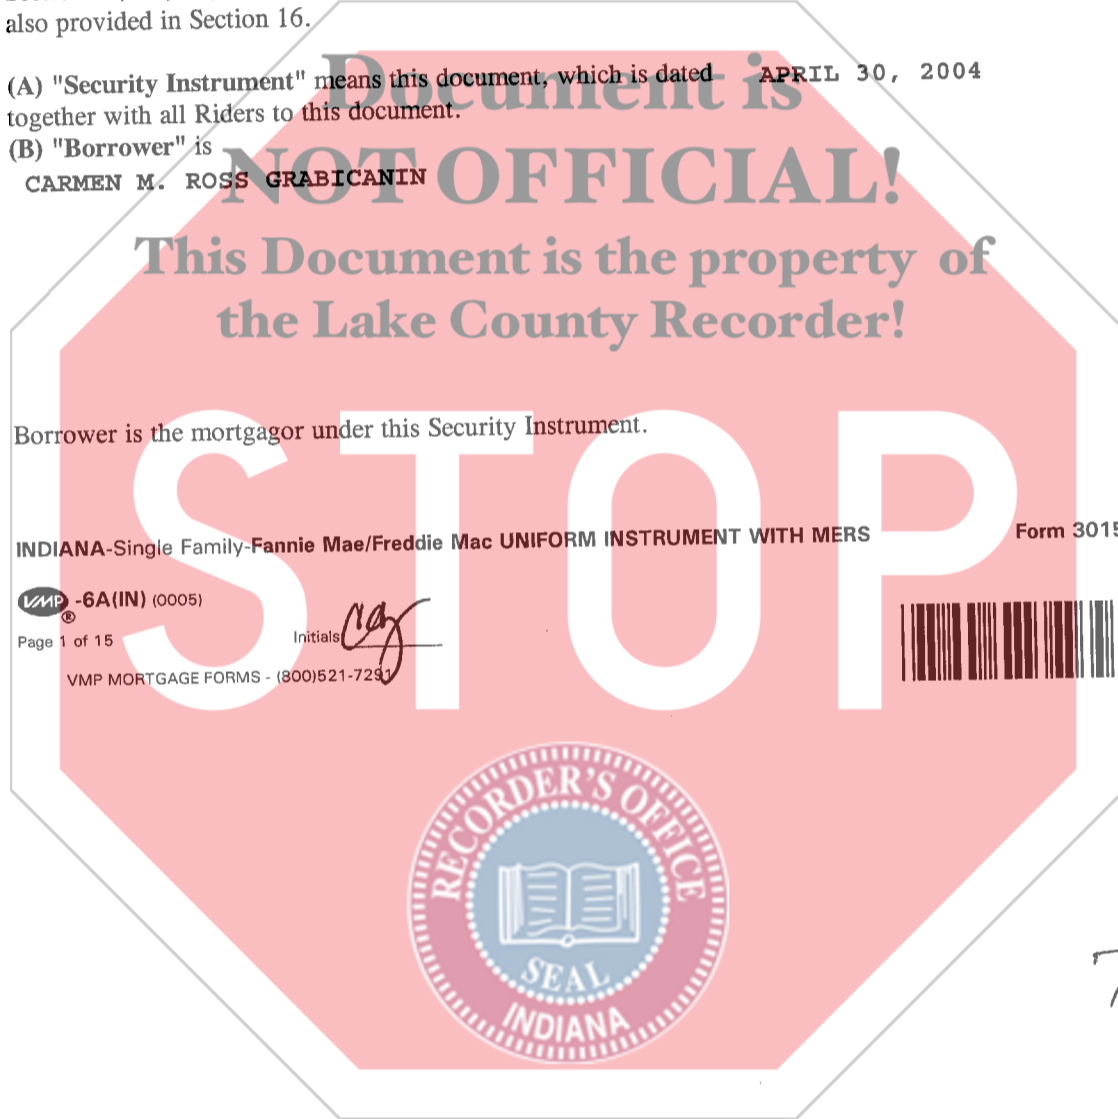 also provided in Section 16.
(A) "Security Instrument" means this document, which is dated APRIL 30, 2004
together with all Riders to this document.
(B) "Borrower" is
CARMEN M. ROSS GRABICANIN
Document is
NOT OFFICIAL!
This Document is the property of
the Lake County Recorder!
Borrower is the mortgagor under this Security Instrument.
STOP
INDIANA-Single Family-Fannie Mae/Freddie Mac UNIFORM INSTRUMENT WITH MERS Form 3015
VMP ® -6A(IN) (0005)
Page 1 of 15 Initials
VMP MORTGAGE FORMS - (800)521-7291
RECORDER'S OFFICE
SEAL
INDIANA